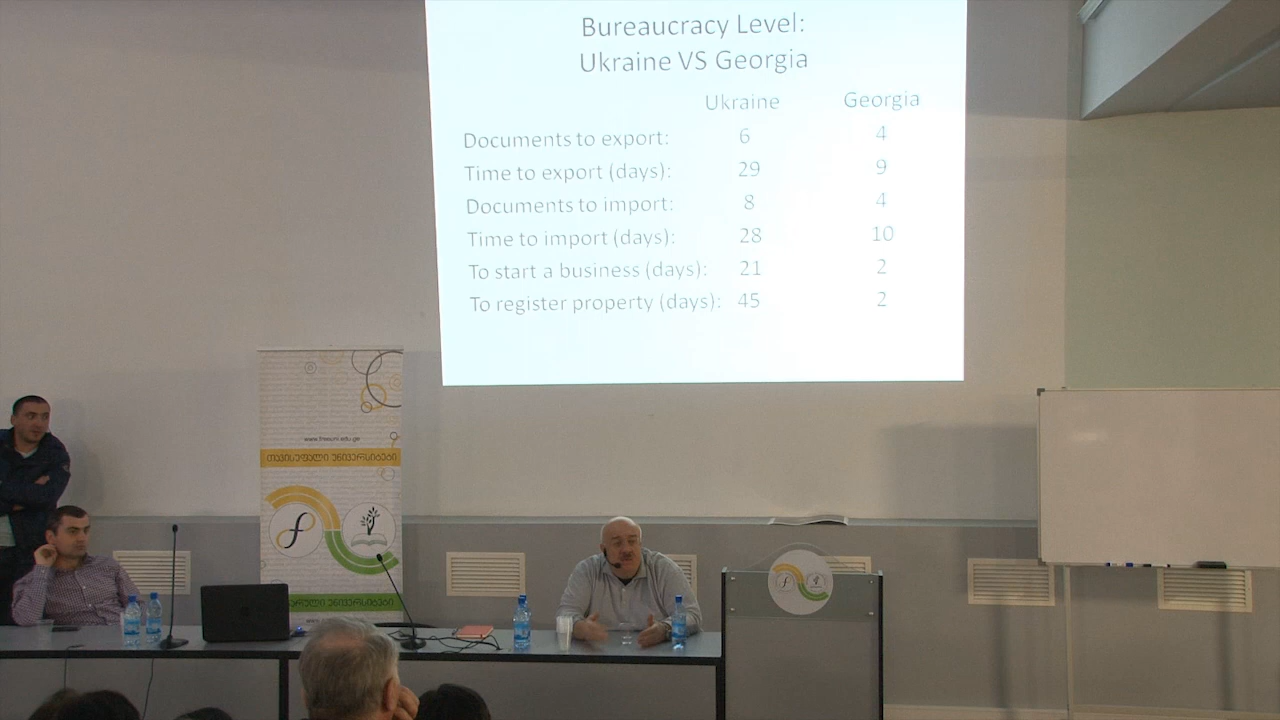 Bureaucracy Level:
Ukraine VS Georgia
Ukraine Georgia
Documents to export: 6 4
Time to export (days): 29 9
Documents to import: 8 4
Time to import (days): 28 10
To start a business (days): 21 2
To register property (days): 45 2
www.freeuni.edu.ge
თავისუფალი უნივერსიტეტი